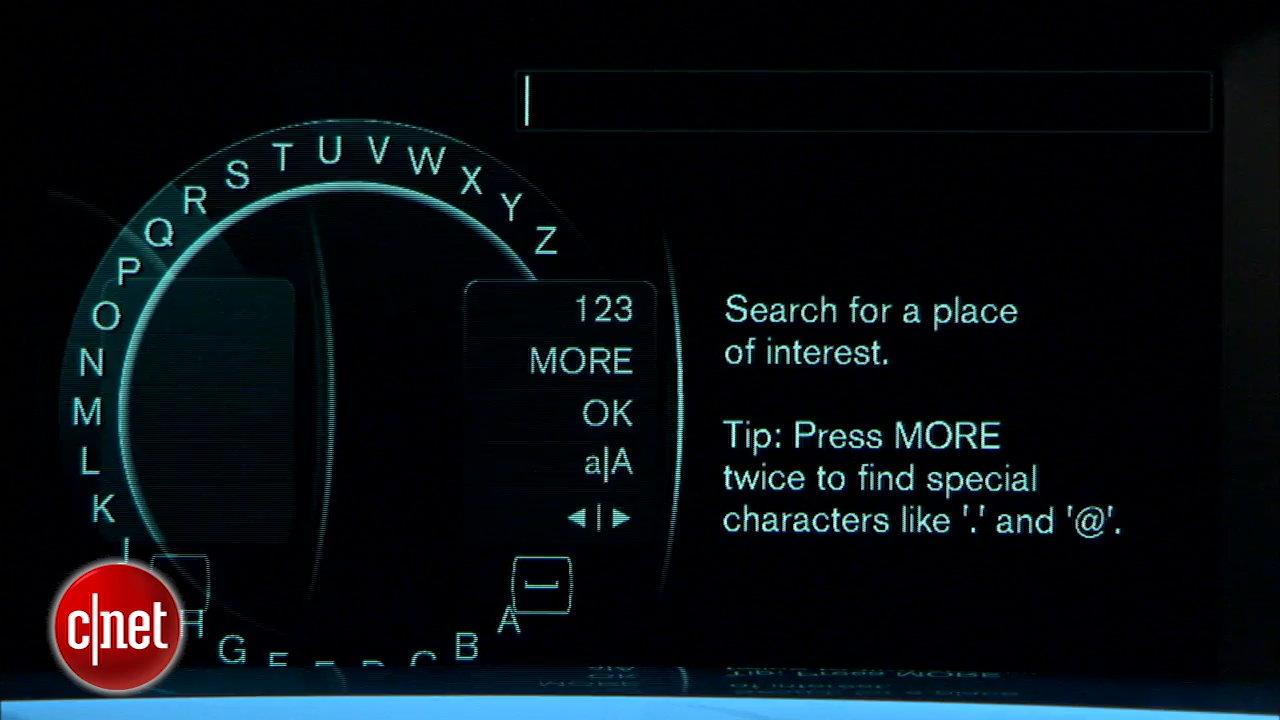 R S T U V W X Y Z
Q
P
O
N
M
L
K
G
B
A
123
MORE
OK
a|A
◄|►
Search for a place
of interest.
Tip: Press MORE
twice to find special
characters like '.' and '@'.
c|net